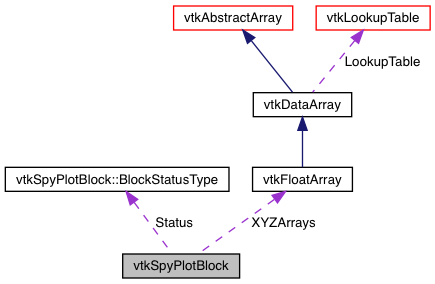 vtkAbstractArray
vtkLookupTable
LookupTable
vtkDataArray
vtkSpyPlotBlock::BlockStatusType
vtkFloatArray
Status
XYZArrays
vtkSpyPlotBlock